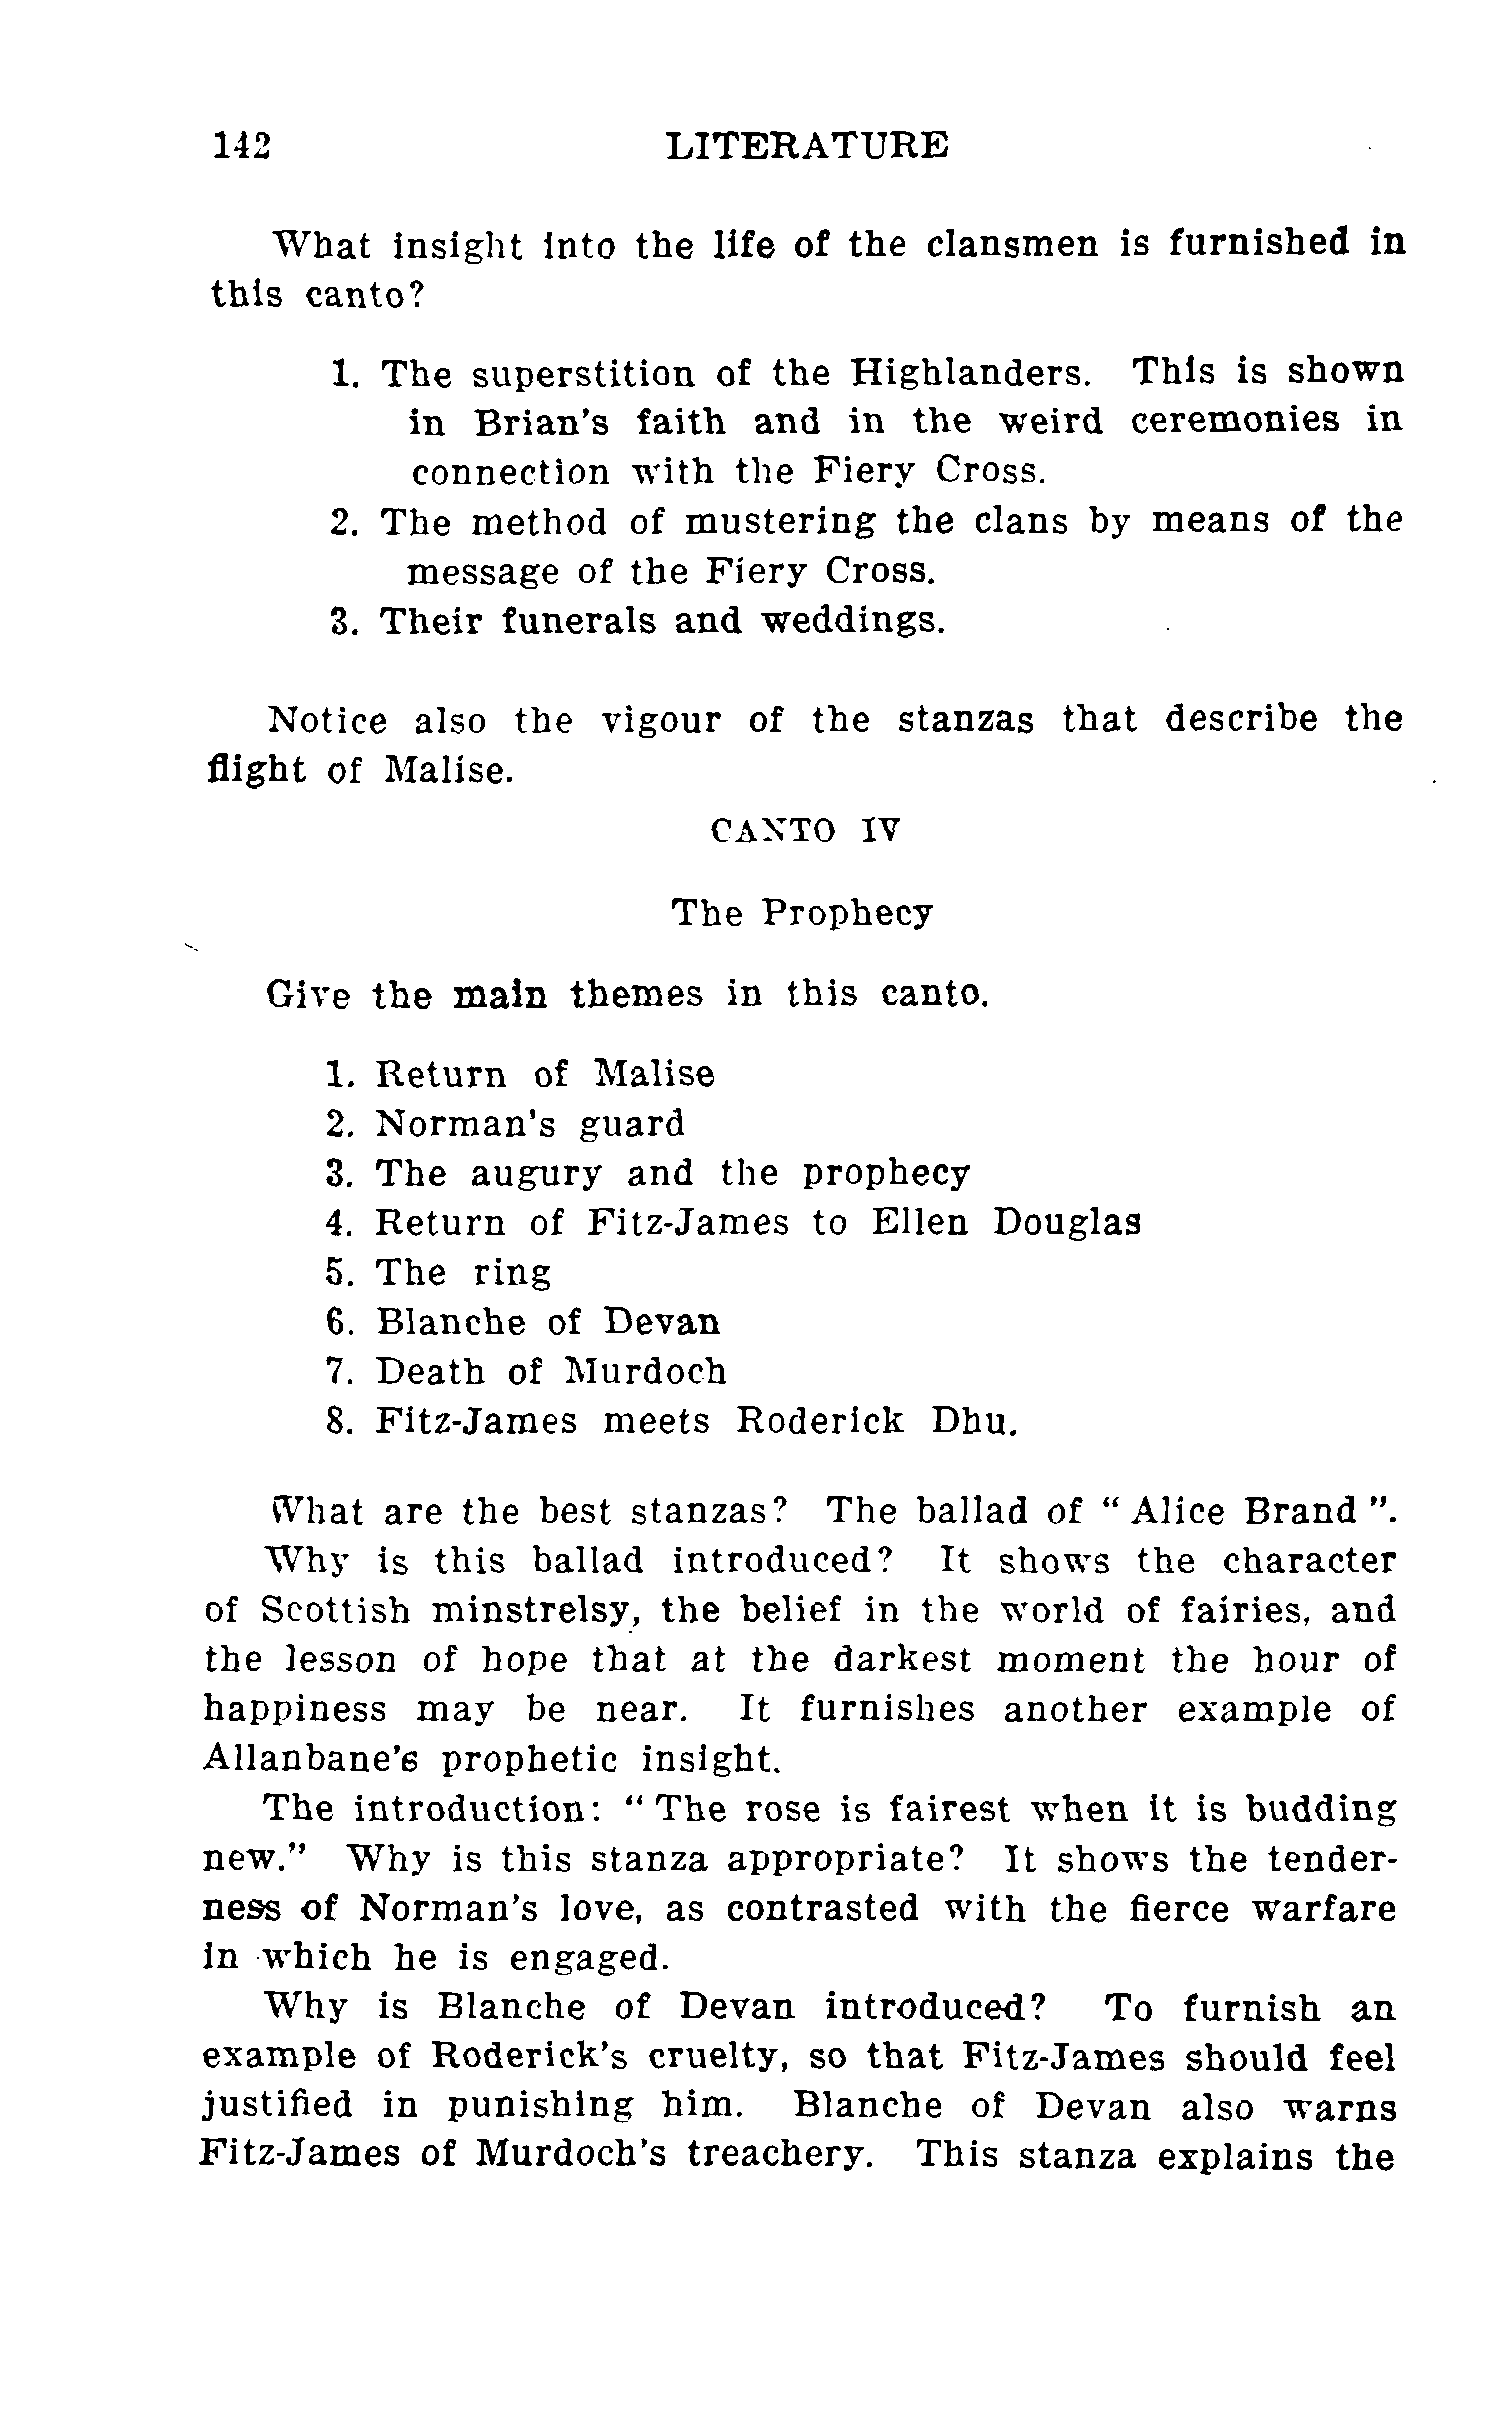 142 LITERATURE
What insight into the life of the clansmen is furnished in
this canto?
1. The superstition of the Highlanders. This is shown
in Brian's faith and in the weird ceremonies in
connection with the Fiery Cross.
2. The method of mustering the clans by means of the
message of the Fiery Cross.
3. Their funerals and weddings.
Notice also the vigour of the stanzas that describe the
flight of Malise.
CANTO IV
The Prophecy
Give the main themes in this canto.
1. Return of Malise
2. Norman's guard
3. The augury and the prophecy
4. Return of Fitz-James to Ellen Douglas
5. The ring
6. Blanche of Devan
7. Death of Murdoch
8. Fitz-James meets Roderick Dhu.
What are the best stanzas? The ballad of "Alice Brand".
Why is this ballad introduced? It shows the character
of Scottish minstrelsy, the belief in the world of fairies, and
the lesson of hope that at the darkest moment the hour of
happiness may be near. It furnishes another example of
Allanbane's prophetic insight.
The introduction: "The rose is fairest when it is budding
new." Why is this stanza appropriate? It shows the tender-
ness of Norman's love, as contrasted with the fierce warfare
in which he is engaged.
Why is Blanche of Devan introduced? To furnish an
example of Roderick's cruelty, so that Fitz-James should feel
justified in punishing him. Blanche of Devan also warns
Fitz-James of Murdoch's treachery. This stanza explains the